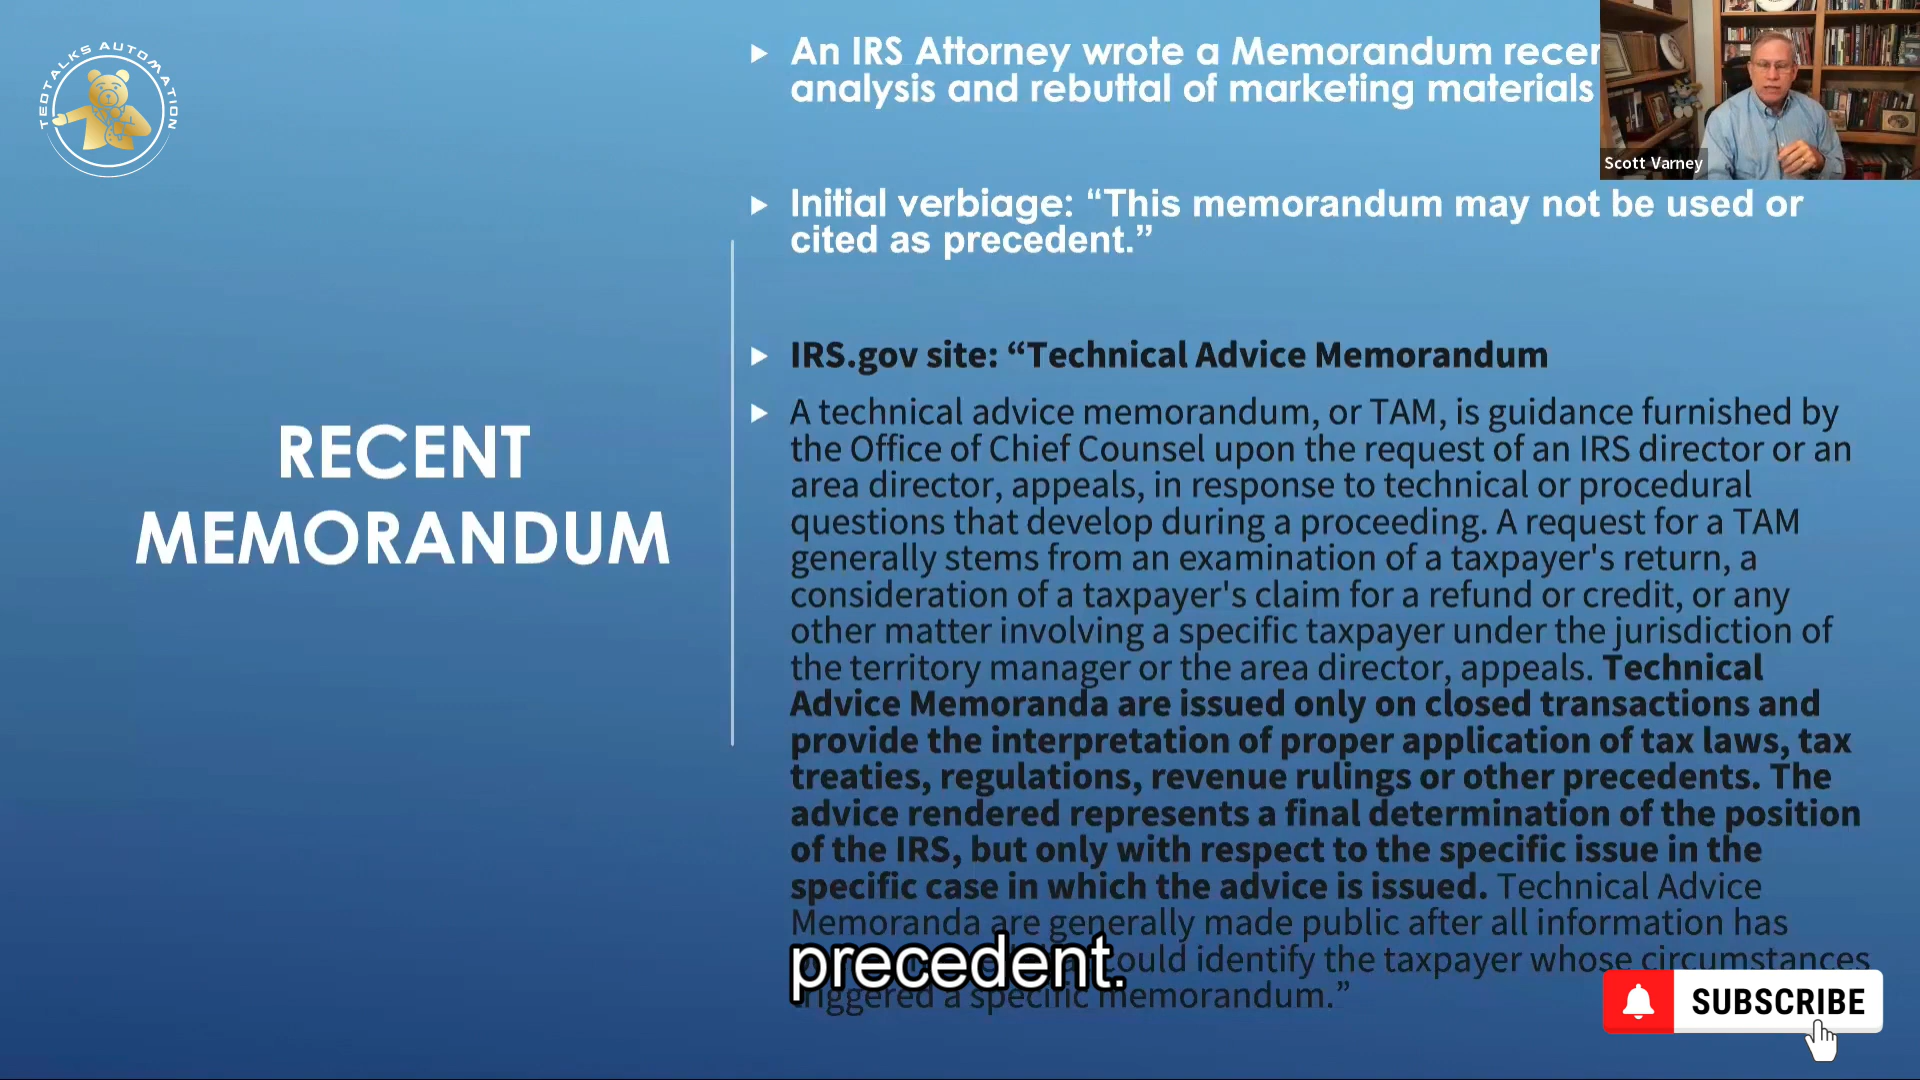 TEDTALKS AUTOMATION
An IRS Attorney wrote a Memorandum
analysis and rebuttal of marketing materials
Scott Varney
Initial verbiage: “This memorandum may not be used or
cited as precedent.”
RECENT
MEMORANDUM
IRS.gov site: “Technical Advice Memorandum
A technical advice memorandum, or TAM, is guidance furnished by
the Office of Chief Counsel upon the request of an IRS director or an
area director, appeals, in response to technical or procedural
questions that develop during a proceeding. A request for a TAM
generally stems from an examination of a taxpayer's return, a
consideration of a taxpayer's claim for a refund or credit, or any
other matter involving a specific taxpayer under the jurisdiction of
the territory manager or the area director, appeals. Technical
Advice Memoranda are issued only on closed transactions and
provide the interpretation of proper application of tax laws, tax
treaties, regulations, revenue rulings or other precedents. The
advice rendered represents a final determination of the position
of the IRS, but only with respect to the specific issue in the
specific case in which the advice is issued. Technical Advice
Memoranda are generally made public after all information has
identify the taxpayer whose circumstances
triggered a specific memorandum.”
precedent.
SUBSCRIBE